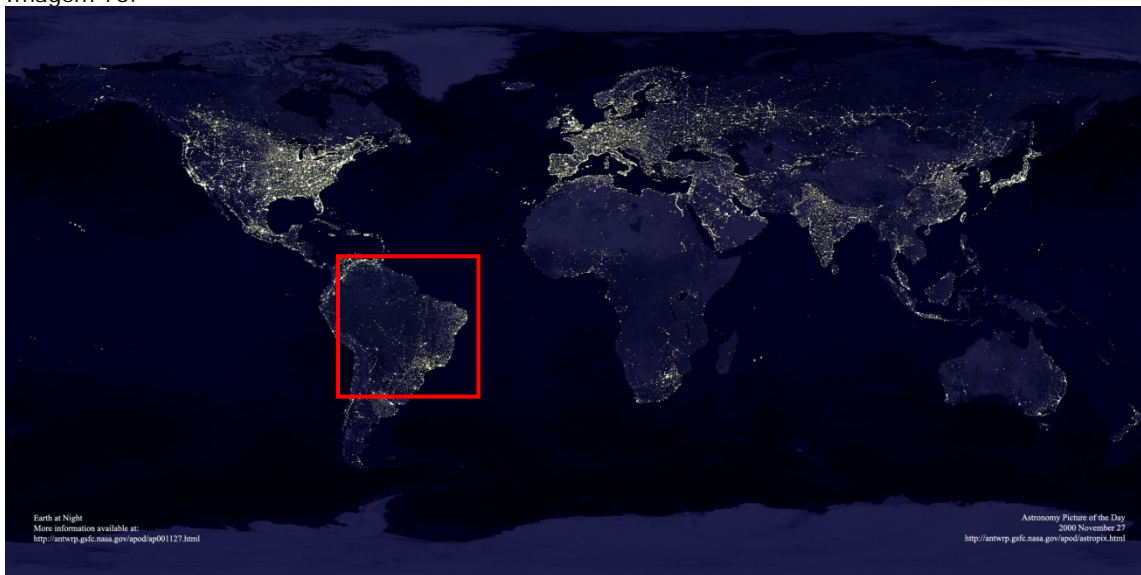 Imagem
Earth at Night
More information available at:
http://antwrp.gsfc.nasa.gov/apod/ap001127.html
Astronomy Picture of the Day
2000 November 27
http://antwrp.gsfc.nasa.gov/apod/astropix.html